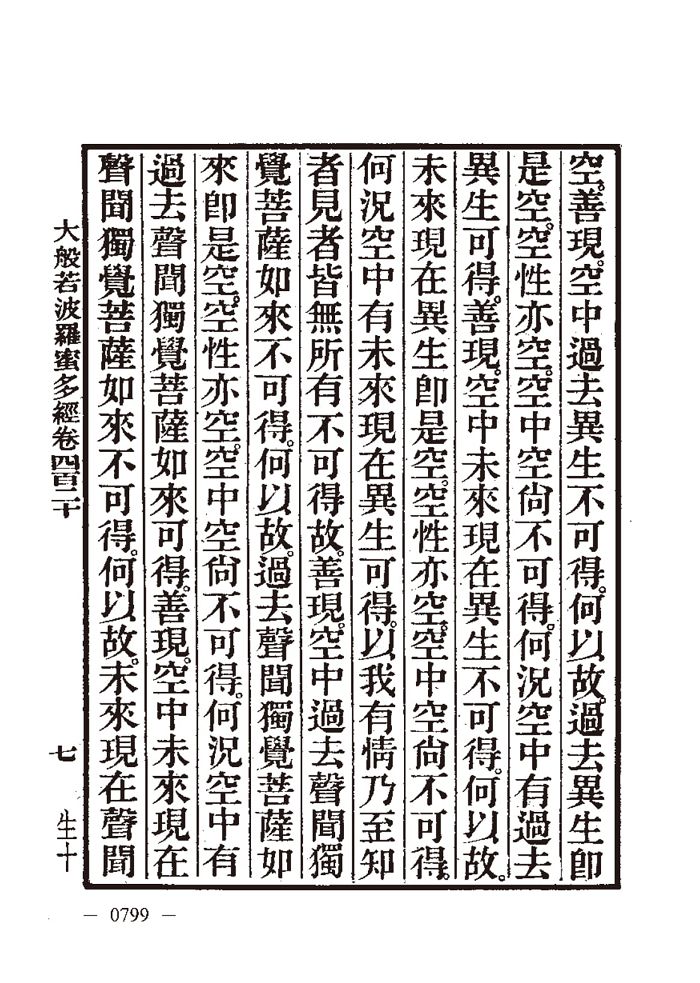 空。善現。空中過去異生不可得。何以故。過去異生卽
是空。空性亦空。空中空尙不可得。何況空中有過去
異生可得。善現。空中未來現在異生不可得。何以故。
未來現在異生卽是空。空性亦空。空中空尙不可得。
何況空中有未來現在異生可得。以我有情乃至知
者見者皆無所有不可得故。善現。空中過去聲聞獨
覺菩薩如來不可得。何以故。過去聲聞獨覺菩薩如
來卽是空。空性亦空。空中空尙不可得。何況空中有
過去聲聞獨覺菩薩如來可得。善現。空中未來現在
聲聞獨覺菩薩如來不可得。何以故。未來現在聲聞
大般若波羅蜜多經卷四百二十 七 生十
— 0799 —